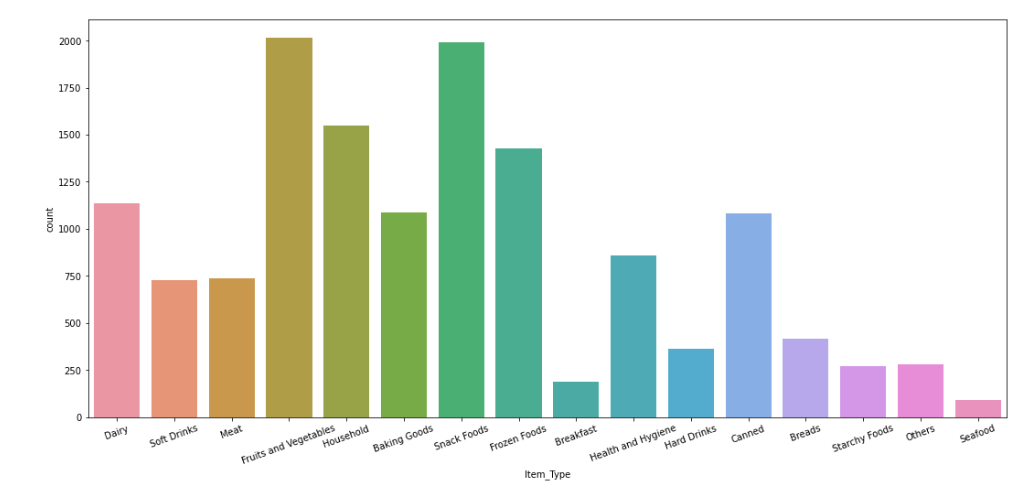 2000
1750
1500
1250
1000
750
500
250
0
count
Dairy
Soft Drinks
Meat
Fruits and Vegetables
Household
Baking Goods
Snack Foods
Frozen Foods
Breakfast
Health and Hygiene
Hard Drinks
Canned
Breads
Starchy Foods
Others
Seafood
Item_Type